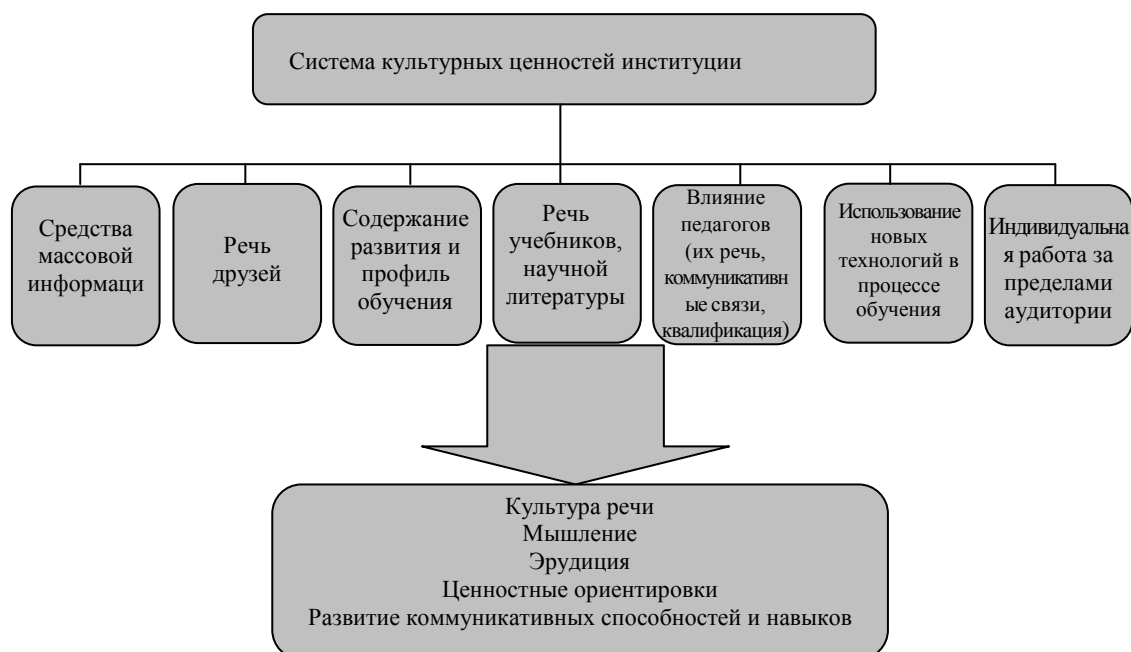 Система культурных ценностей институции
Средства
массовой
информаци
Речь
друзей
Содержание
развития и
профиль
обучения
Речь
учебников,
научной
литературы
Влияние
педагогов
(их речь,
коммуникативн
ые связи,
квалификация)
Использование
новых
технологий в
процессе
обучения
Индивидуальна
я работа за
пределами
аудитории
Культура речи
Мышление
Эрудиция
Ценностные ориентировки
Развитие коммуникативных способностей и навыков